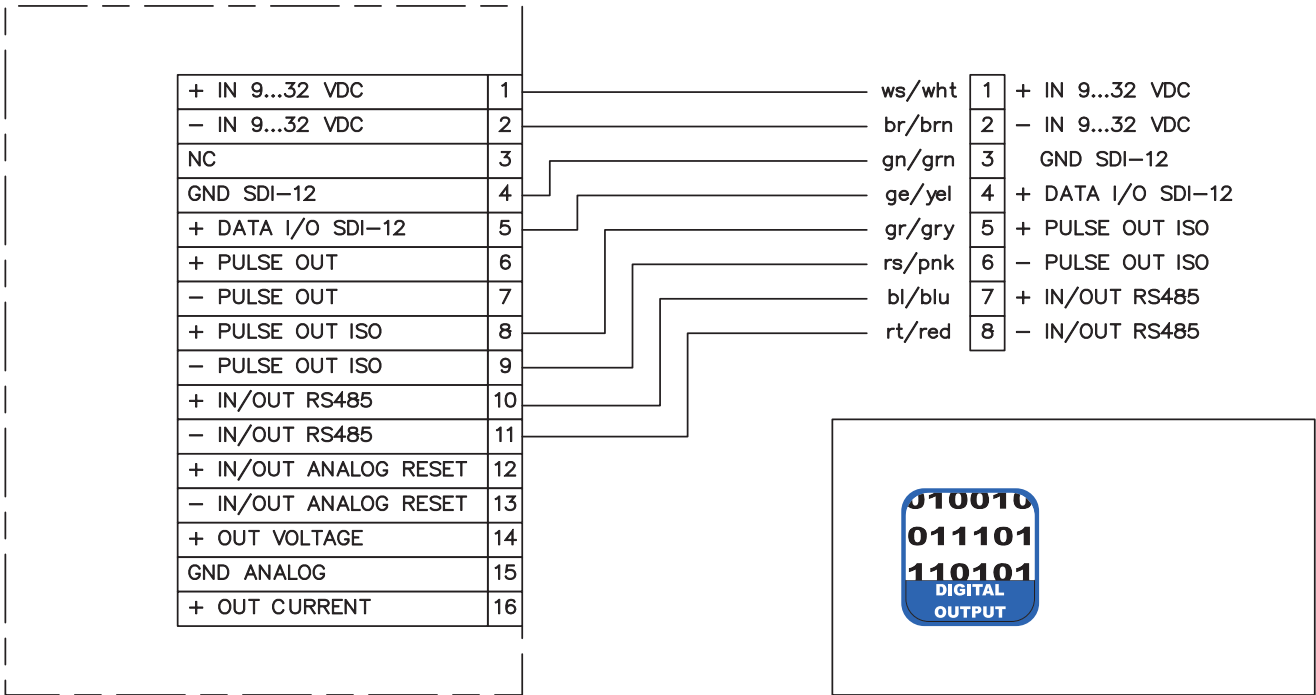 + IN 9...32 VDC 1
− IN 9...32 VDC 2
NC 3
GND SDI−12 4
+ DATA I/O SDI−12 5
+ PULSE OUT 6
− PULSE OUT 7
+ PULSE OUT ISO 8
− PULSE OUT ISO 9
+ IN/OUT RS485 10
− IN/OUT RS485 11
+ IN/OUT ANALOG RESET 12
− IN/OUT ANALOG RESET 13
+ OUT VOLTAGE 14
GND ANALOG 15
+ OUT CURRENT 16
ws/wht 1 + IN 9...32 VDC
br/brn 2 − IN 9...32 VDC
gn/grn 3 GND SDI−12
ge/yel 4 + DATA I/O SDI−12
gr/gry 5 + PULSE OUT ISO
rs/pnk 6 − PULSE OUT ISO
bl/blu 7 + IN/OUT RS485
rt/red 8 − IN/OUT RS485
010010
011101
110101
DIGITAL
OUTPUT